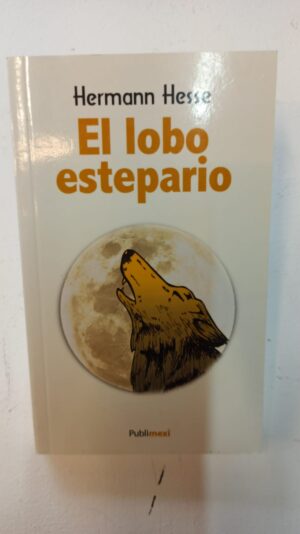 Hermann Hesse
El lobo
estepario
Publimexi